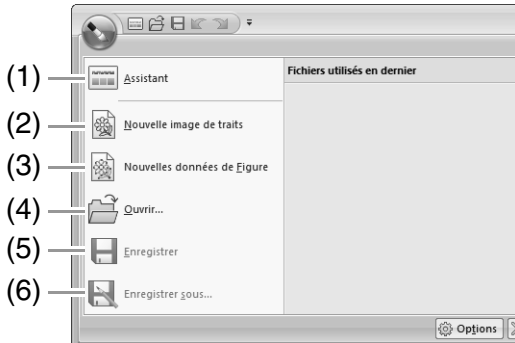 (1) Assistant
Fichiers utilisés en dernier
(2) Nouvelle image de traits
(3) Nouvelles données de Figure
(4) Ouvrir...
(5) Enregistrer
(6) Enregistrer sous...
Options